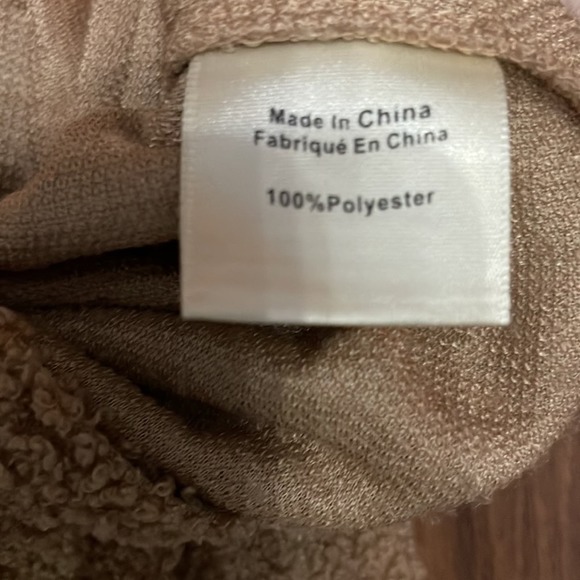 Made In China
Fabriqué En China
100%Polyester